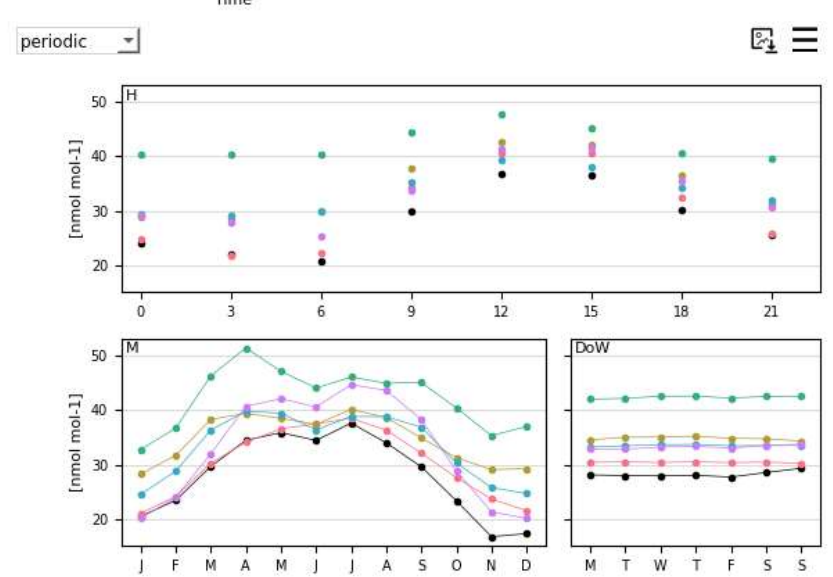 Time
periodic
H
50
40
30
20
[nmol mol-1]
0 3 6 9 12 15 18 21
M
50
40
30
20
[nmol mol-1]
J F M A M J J A S O N D
DoW
M T W T F S S